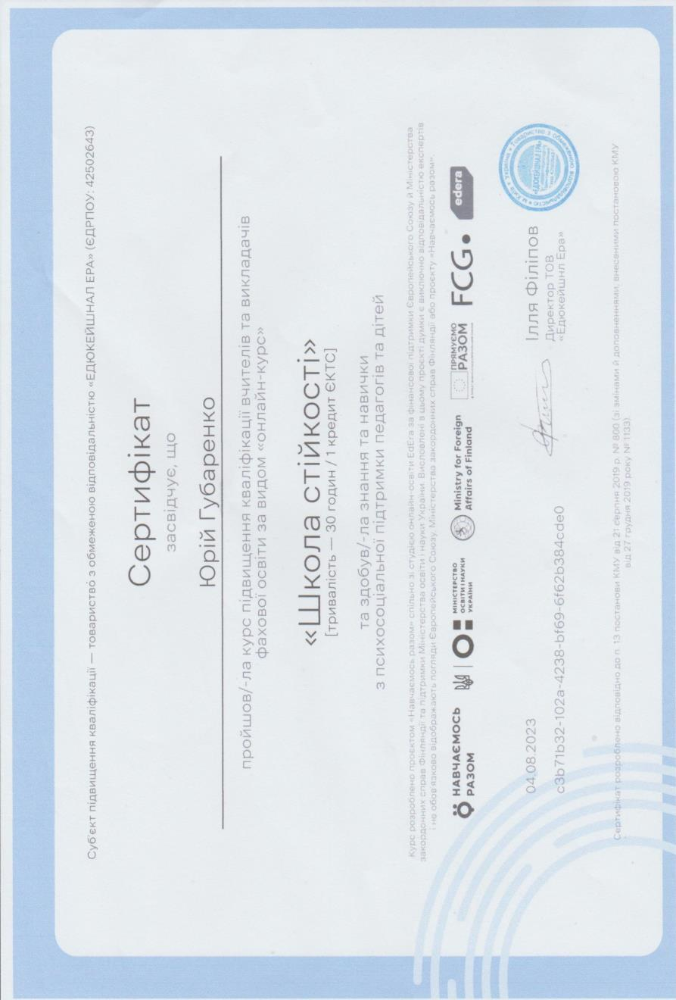 Суб'єкт підвищення кваліфікації — товариство з обмеженою відповідальністю «ЕДЮКЕЙШНАЛ ЕРА» (ЄДРПОУ: 42502643)
Сертифікат
засвідчує, що
Юрій Губаренко
пройшов/-ла курс підвищення кваліфікації вчителів та викладачів
фахової освіти за видом «онлайн-курс»
«Школа стійкості»
[тривалість — 30 годин / 1 кредит ЄКТС]
та здобув/-ла знання та навички
з психосоціальної підтримки педагогів та дітей
Курс розроблено проєктом «Навчаємось разом» спільно зі студією онлайн-освіти EdEra за фінансової підтримки Європейського Союзу й Міністерства
закордонних справ Фінляндії та підтримки Міністерства освіти і науки України. Висловлені в цьому проєкті думки є виключно відповідальністю експертів
і не обов'язково відображають погляди Європейського Союзу, Міністерства закордонних справ Фінляндії або проєкту «Навчаємось разом».
НАВЧАЄМОСЬ
РАЗОМ
МІНІСТЕРСТВО
ОСВІТИ І НАУКИ
УКРАЇНИ
Ministry for Foreign
Affairs of Finland
ПРЯМУЄМО
РАЗОМ
FCG
edera
04.08.2023
c3b71b32-102a-4238-bf69-6f62b384cde0
Ілля Філіпов
Директор ТОВ
«Едюкейшнл Ера»
Україна * Товариство з обмеженою відповідальністю * м.Київ *
«ЕДЮКЕЙШНАЛ ЕРА»
Сертифікат розроблено відповідно до п. 13 постанови КМУ від 21 серпня 2019 р. № 800 (зі змінами й доповненнями, внесеними постановою КМУ
від 27 грудня 2019 року № 1133)